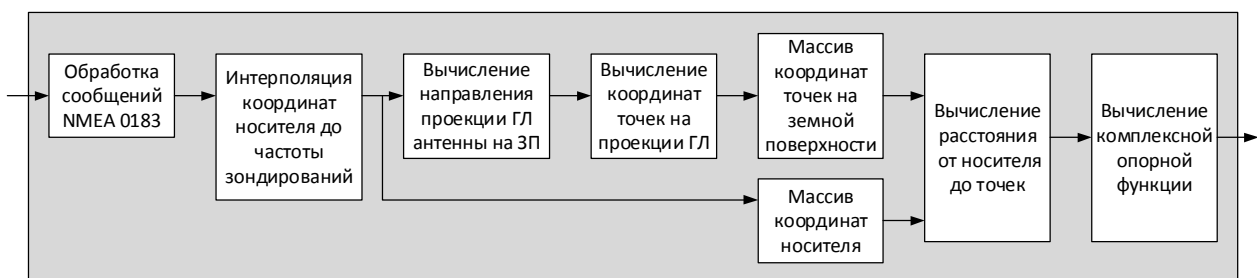 Обработка
сообщений
NMEA 0183
Интерполяция
координат
носителя до
частоты
зондирований
Вычисление
направления
проекции ГЛ
антенны на ЗП
Вычисление
координат
точек на
проекции ГЛ
Массив
координат
точек на
земной
поверхности
Массив
координат
носителя
Вычисление
расстояния
от носителя
до точек
Вычисление
комплексной
опорной
функции